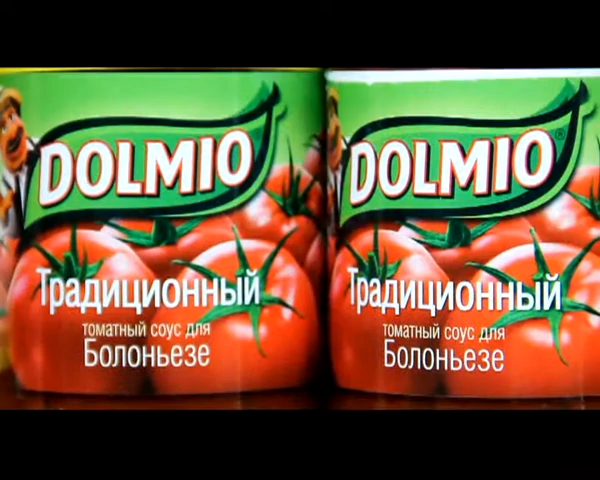 DOLMIO
Традиционный
томатный соус для
Болоньезе
DOLMIO®
Традиционный
томатный соус для
Болоньезе